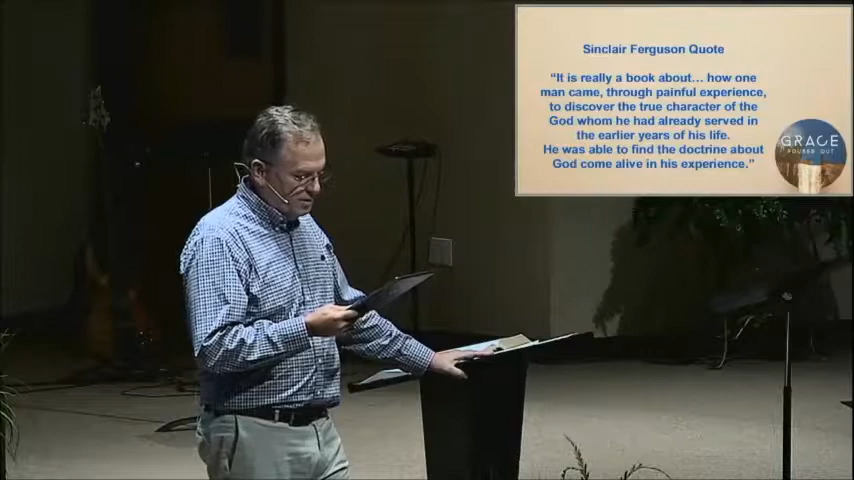 Sinclair Ferguson Quote
“It is really a book about… how one
man came, through painful experience,
to discover the true character of the
God whom he had already served in
the earlier years of his life.
He was able to find the doctrine about
God come alive in his experience.”
GRACE
POURED OUT